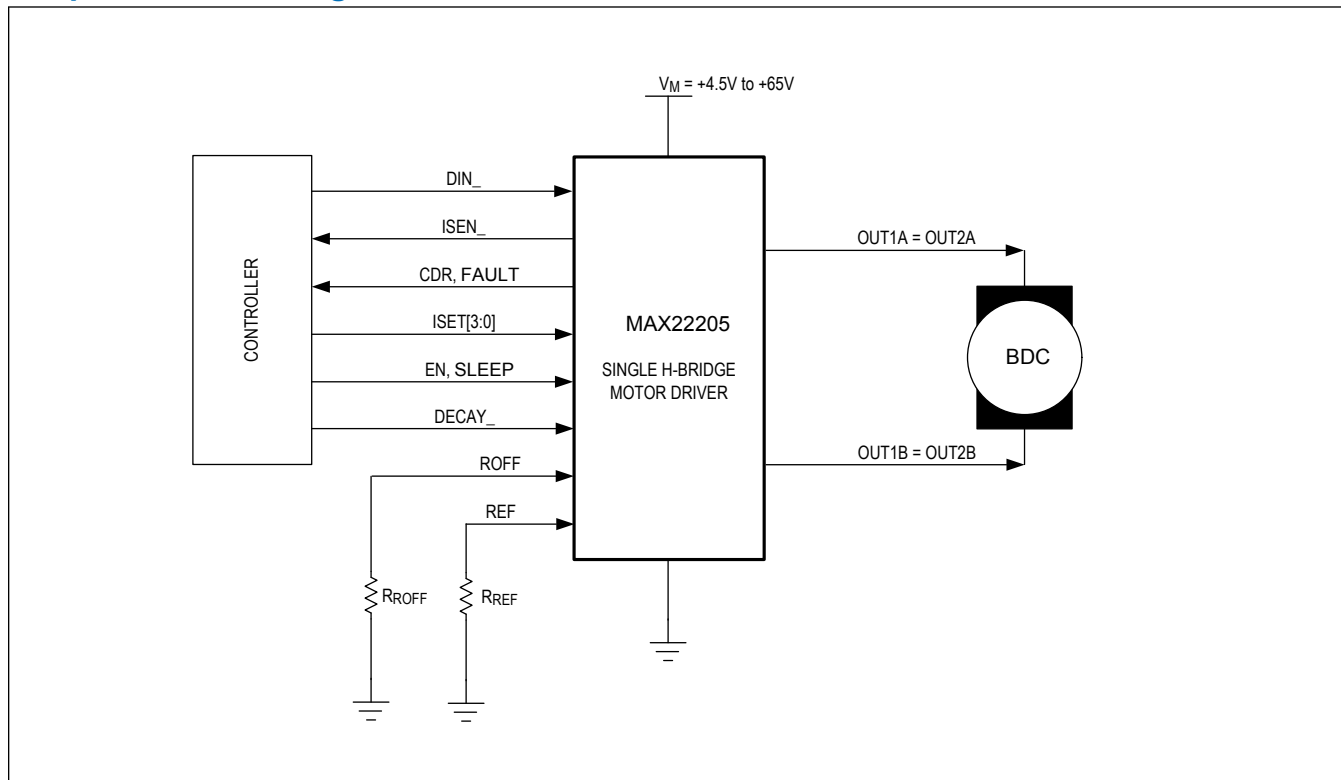 VM = +4.5V to +65V
CONTROLLER
DIN_
ISEN_
CDR, FAULT
ISET[3:0]
EN, SLEEP
DECAY_
ROFF
REF
MAX22205
SINGLE H-BRIDGE
MOTOR DRIVER
OUT1A = OUT2A
BDC
OUT1B = OUT2B
RROFF
RREF